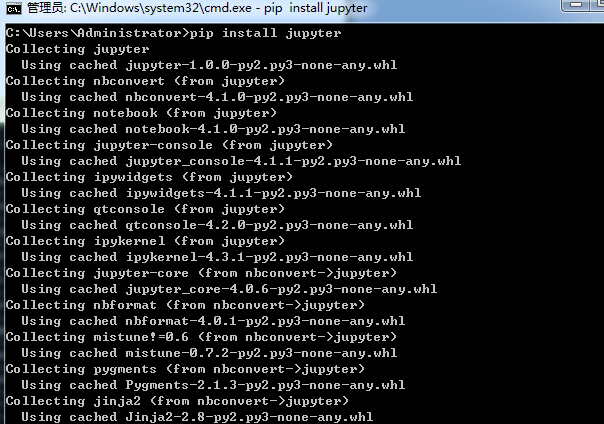 管理员: C:\Windows\system32\cmd.exe - pip  install jupyter
C:\Users\Administrator>pip install jupyter
Collecting jupyter
  Using cached jupyter-1.0.0-py2.py3-none-any.whl
Collecting nbconvert (from jupyter)
  Using cached nbconvert-4.1.0-py2.py3-none-any.whl
Collecting notebook (from jupyter)
  Using cached notebook-4.1.0-py2.py3-none-any.whl
Collecting jupyter-console (from jupyter)
  Using cached jupyter_console-4.1.1-py2.py3-none-any.whl
Collecting ipywidgets (from jupyter)
  Using cached ipywidgets-4.1.1-py2.py3-none-any.whl
Collecting qtconsole (from jupyter)
  Using cached qtconsole-4.2.0-py2.py3-none-any.whl
Collecting ipykernel (from jupyter)
  Using cached ipykernel-4.3.1-py2.py3-none-any.whl
Collecting jupyter-core (from nbconvert->jupyter)
  Using cached jupyter_core-4.0.6-py2.py3-none-any.whl
Collecting nbformat (from nbconvert->jupyter)
  Using cached nbformat-4.0.1-py2.py3-none-any.whl
Collecting mistune!=0.6 (from nbconvert->jupyter)
  Using cached mistune-0.7.2-py2.py3-none-any.whl
Collecting pygments (from nbconvert->jupyter)
  Using cached Pygments-2.1.3-py2.py3-none-any.whl
Collecting jinja2 (from nbconvert->jupyter)
  Using cached Jinja2-2.8-py2.py3-none-any.whl